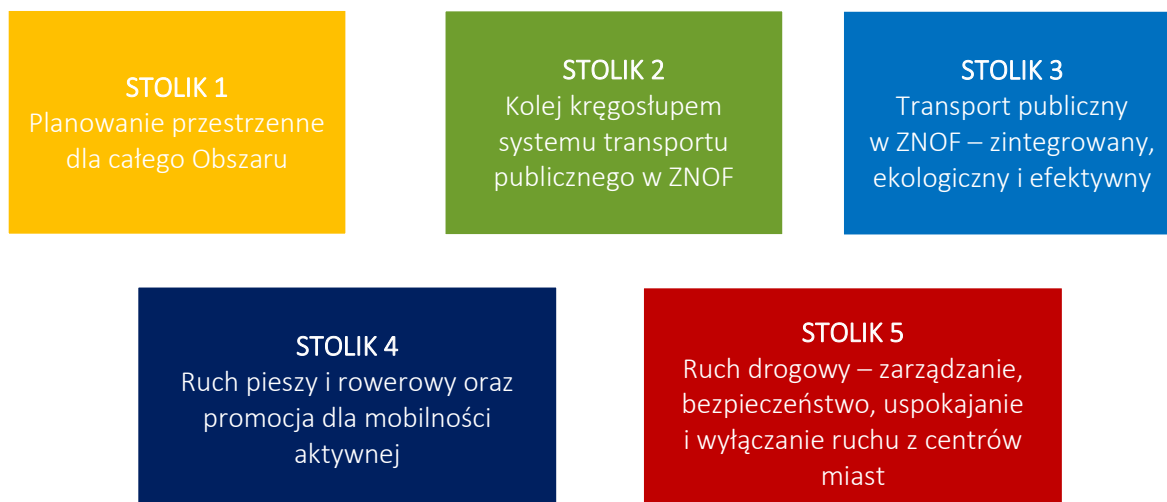 STOLIK 1
Planowanie przestrzenne
dla całego Obszaru
STOLIK 2
Kolej kręgosłupem
systemu transportu
publicznego w ZNOF
STOLIK 3
Transport publiczny
w ZNOF – zintegrowany,
ekologiczny i efektywny
STOLIK 4
Ruch pieszy i rowerowy oraz
promocja dla mobilności
aktywnej
STOLIK 5
Ruch drogowy – zarządzanie,
bezpieczeństwo, uspokajanie
i wyłączanie ruchu z centrów
miast